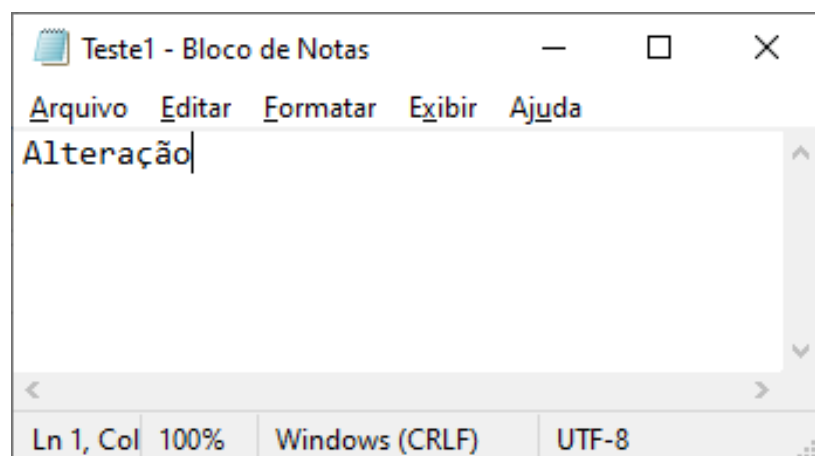 Teste1 - Bloco de Notas
Arquivo Editar Formatar Exibir Ajuda
Alteração
Ln 1, Col 100% Windows (CRLF) UTF-8